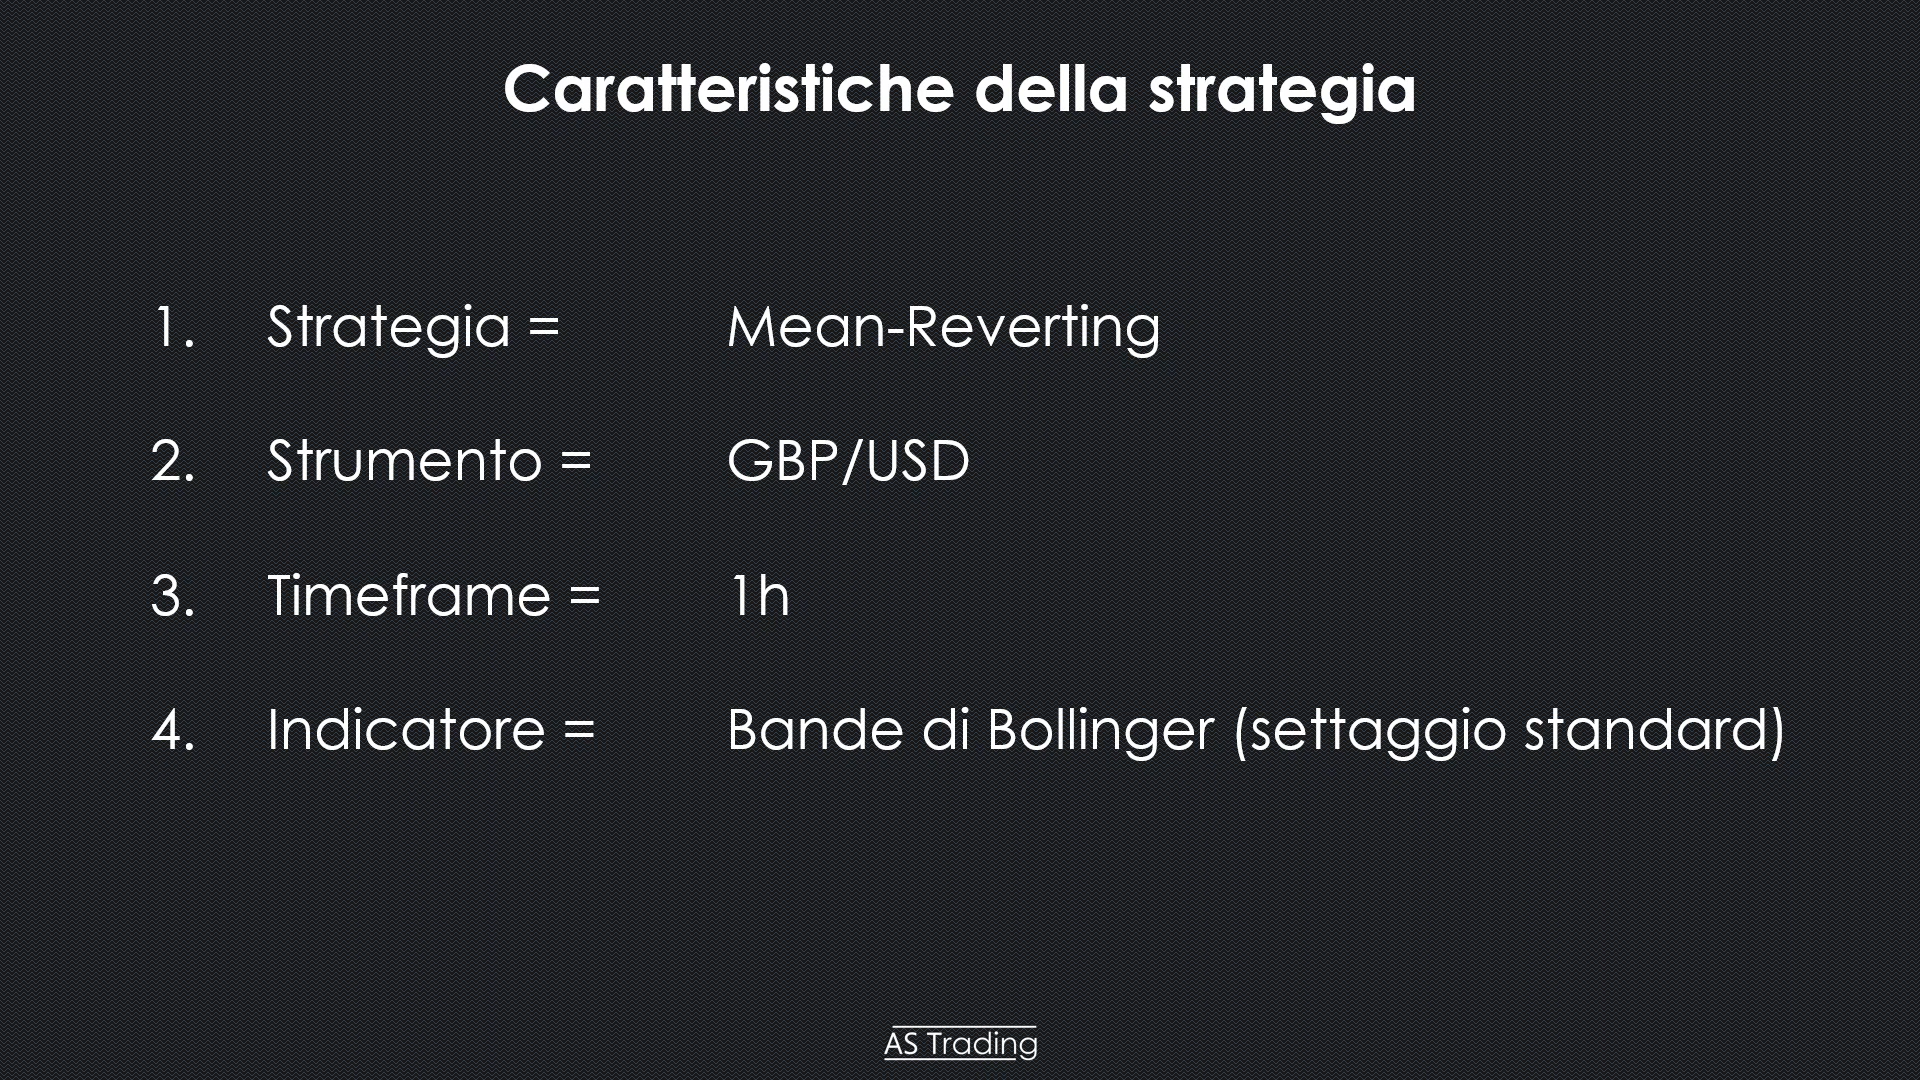 Caratteristiche della strategia
1. Strategia = Mean-Reverting
2. Strumento = GBP/USD
3. Timeframe = 1h
4. Indicatore = Bande di Bollinger (settaggio standard)
AS Trading